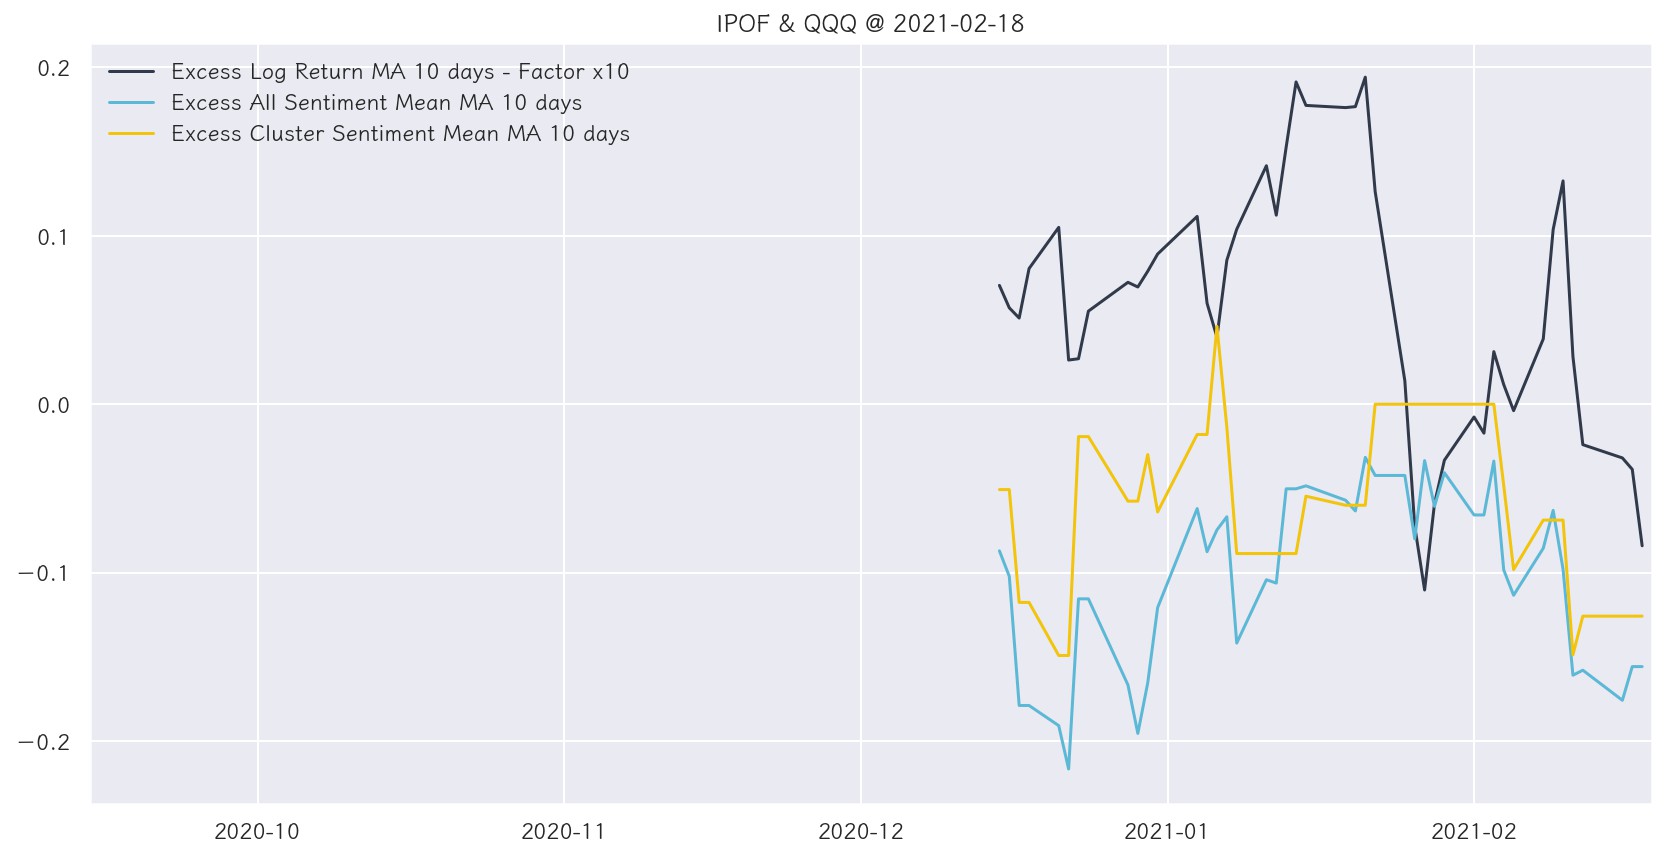 IPOF & QQQ @ 2021-02-18
Excess Log Return MA 10 days - Factor x10
Excess All Sentiment Mean MA 10 days
Excess Cluster Sentiment Mean MA 10 days
0.2
0.1
0.0
−0.1
−0.2
2020-10 2020-11 2020-12 2021-01 2021-02